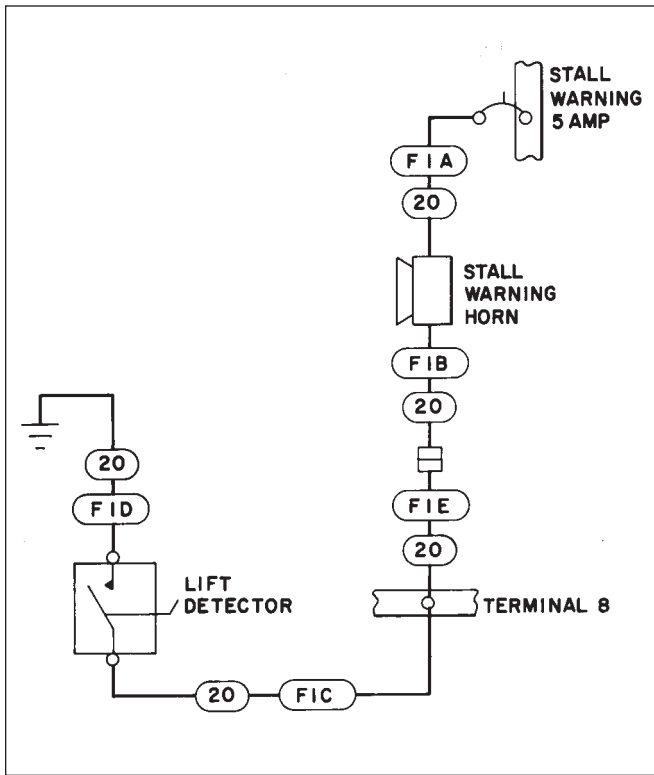 STALL
WARNING
5 AMP
F1A
20
STALL
WARNING
HORN
F1B
20
20
F1D
F1E
20
LIFT
DETECTOR
TERMINAL 8
20
F1C